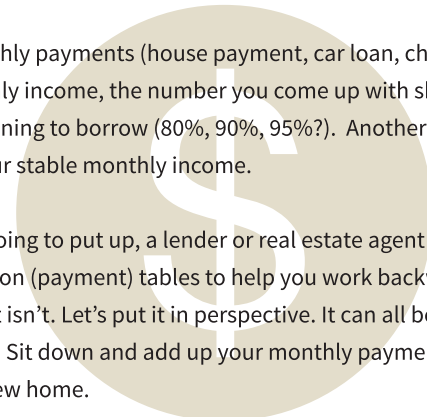 hly payments (house payment, car loan, ch
ly income, the number you come up with sh
ning to borrow (80%, 90%, 95%?).  Another
ur stable monthly income.
oing to put up, a lender or real estate agent
on (payment) tables to help you work back
t isn’t. Let’s put it in perspective. It can all b
Sit down and add up your monthly payme
ew home.
$